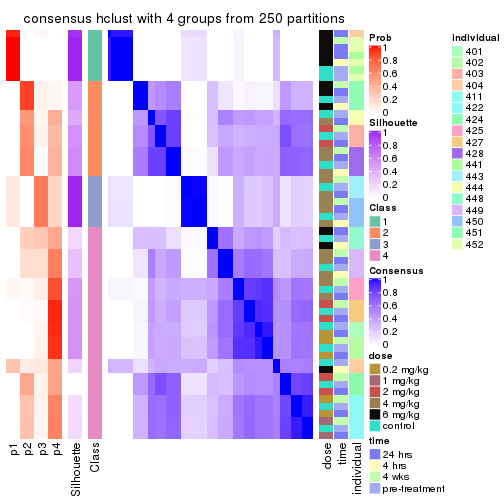 consensus hclust with 4 groups from 250 partitions
Prob
1
0.8
0.6
0.4
0.2
0
Silhouette
1
0.8
0.6
0.4
0.2
0
Class
1
2
3
4
Consensus
1
0.8
0.6
0.4
0.2
0
dose
0.2 mg/kg
1 mg/kg
2 mg/kg
4 mg/kg
6 mg/kg
control
time
24 hrs
4 hrs
4 wks
pre-treatment
individual
401
402
403
404
411
422
424
425
427
428
441
443
444
448
449
450
451
452
p1
p2
p3
p4
Silhouette
Class
dose
time
individual